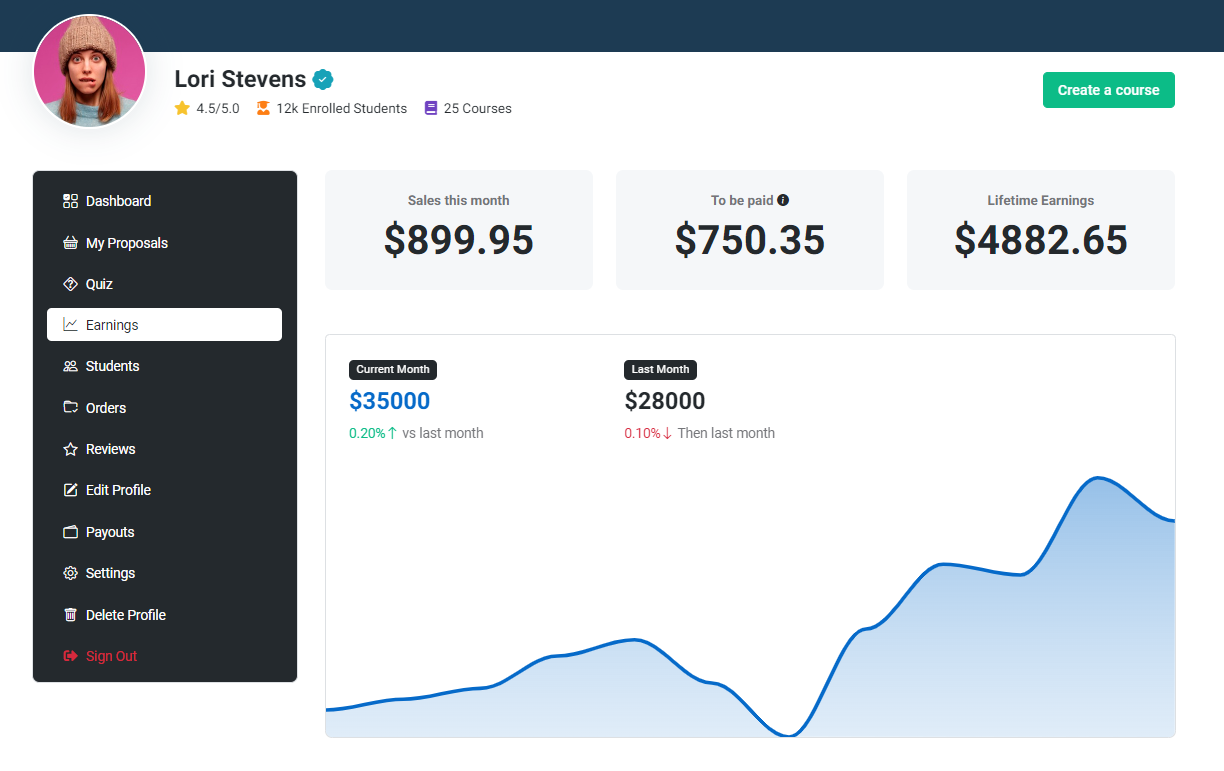 Lori Stevens
4.5/5.0 12k Enrolled Students 25 Courses
Create a course
Dashboard
My Proposals
Quiz
Earnings
Students
Orders
Reviews
Edit Profile
Payouts
Settings
Delete Profile
Sign Out
Sales this month
$899.95
To be paid
$750.35
Lifetime Earnings
$4882.65
Current Month
$35000
0.20%↑ vs last month
Last Month
$28000
0.10%↓ Then last month